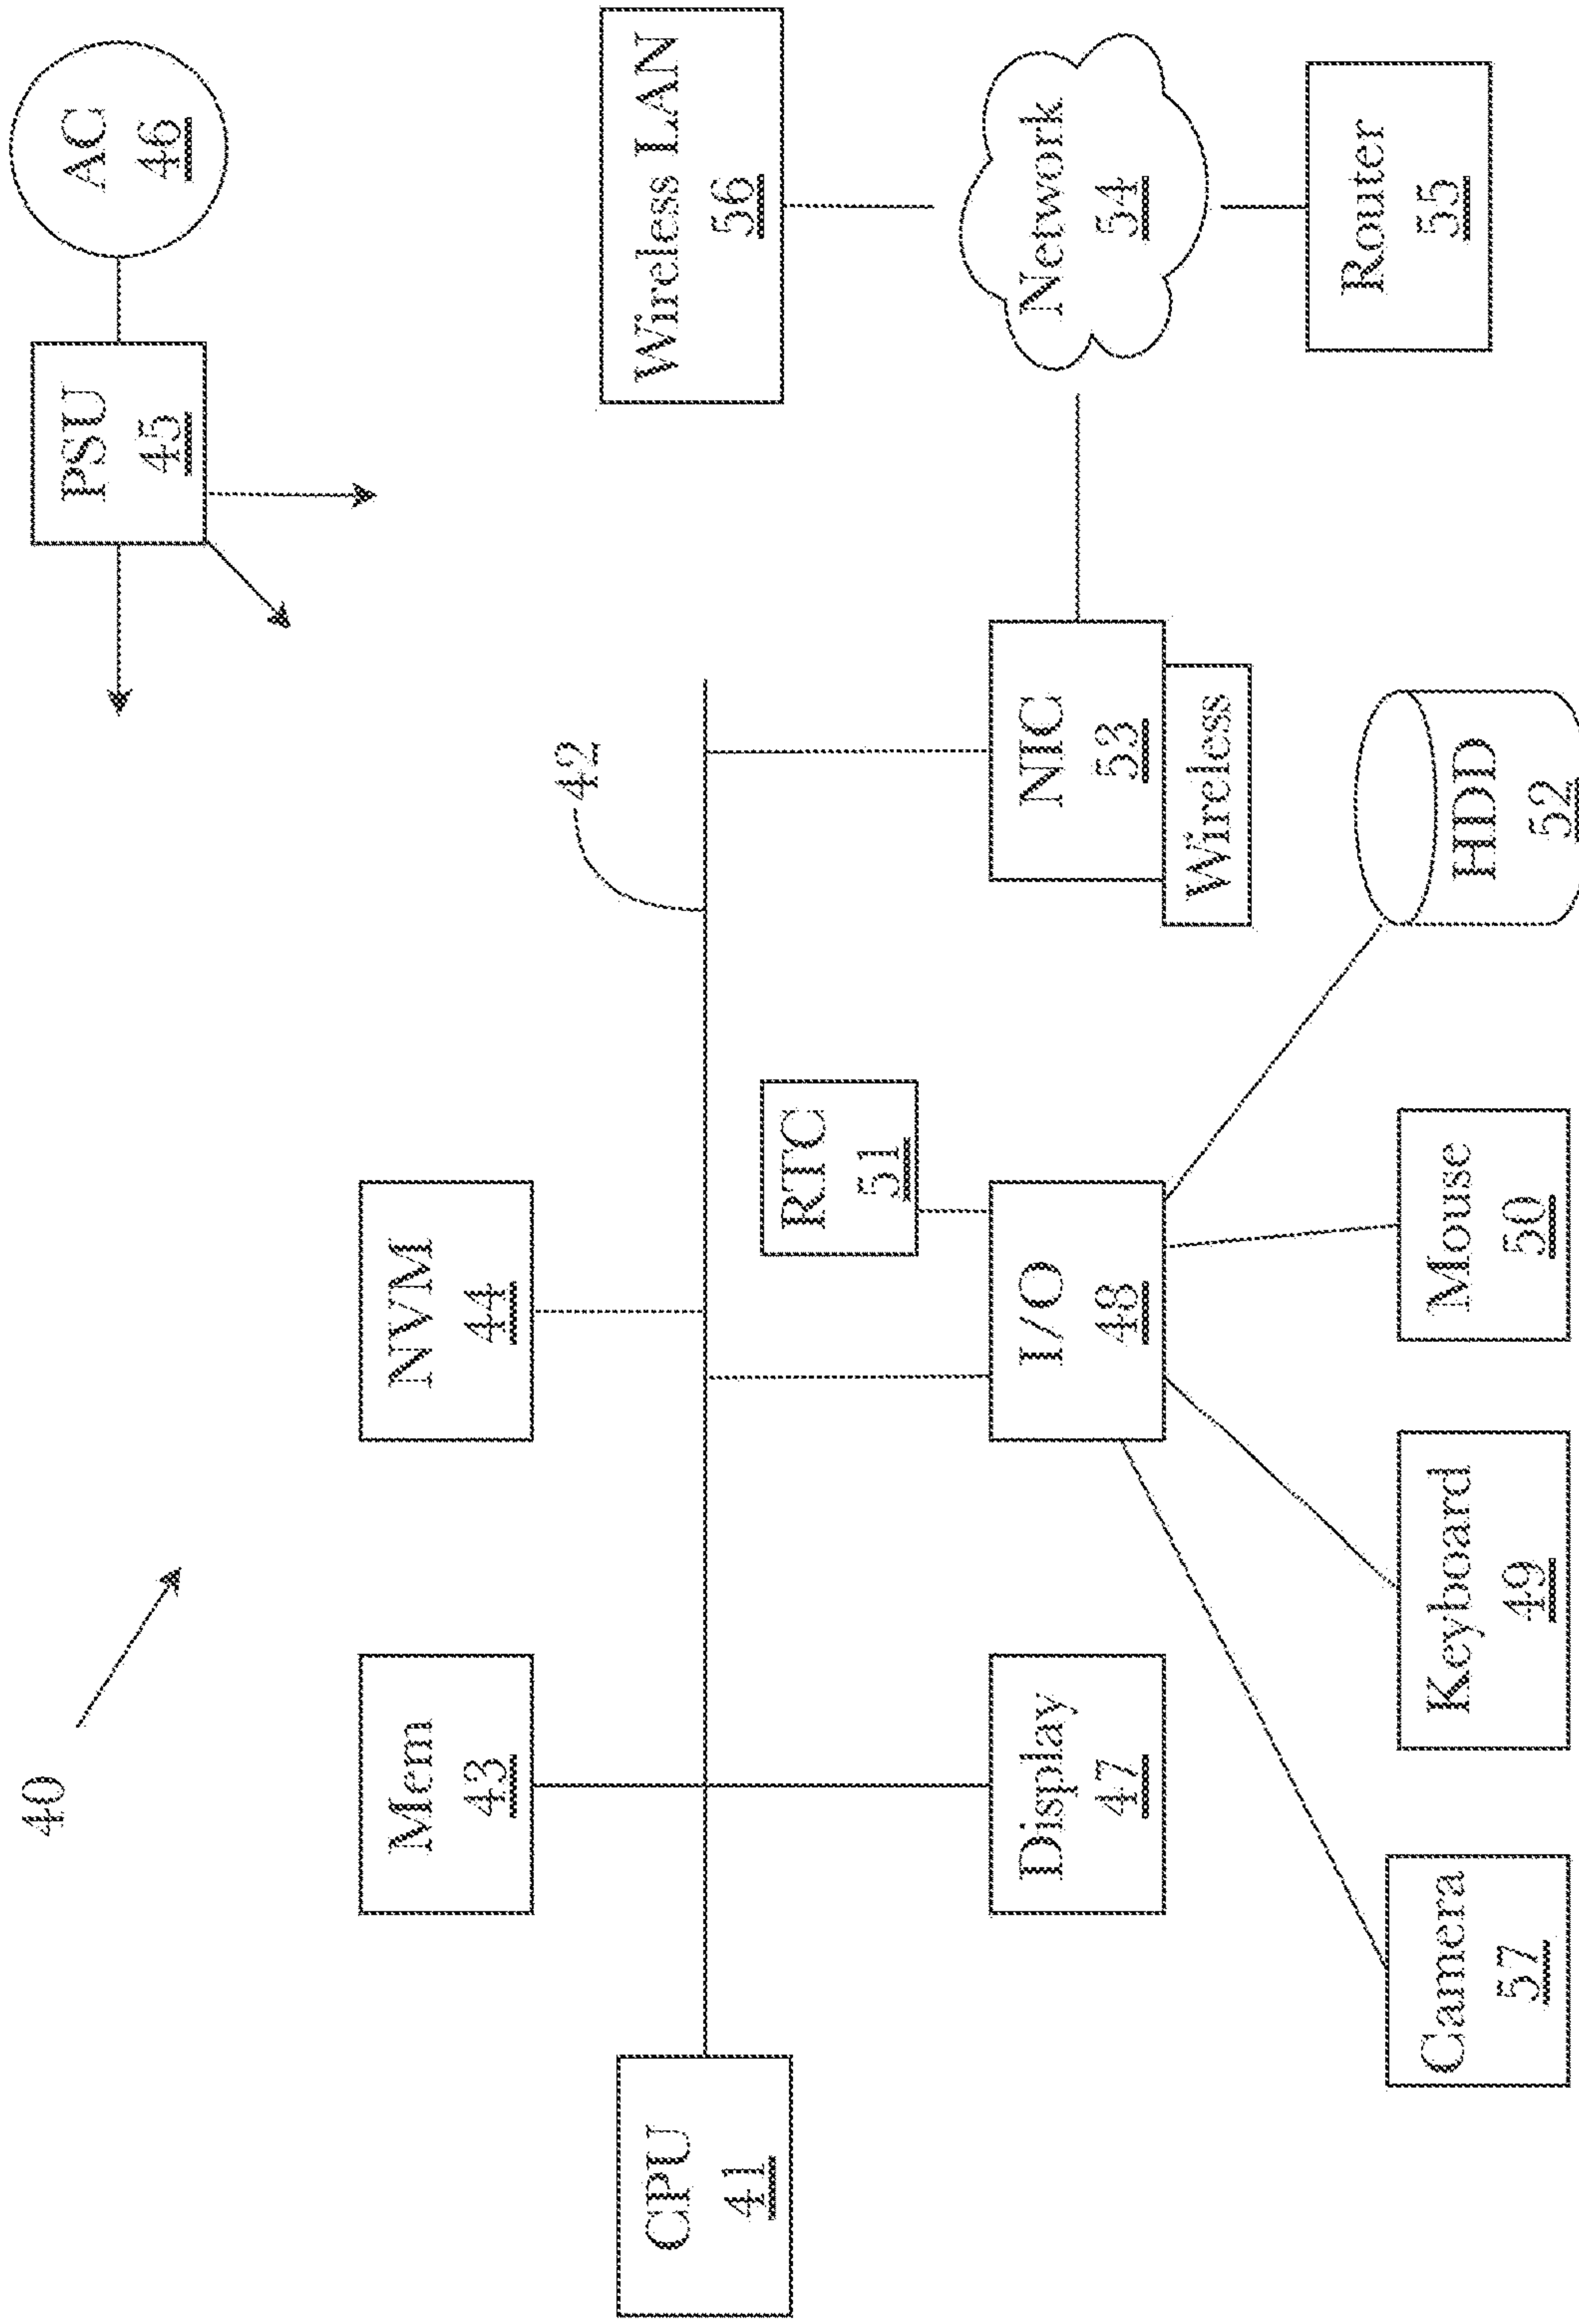 40
AC
46
PSU
45
Mem
43
NVM
44
42
Wireless LAN
56
CPU
41
RTC
51
Display
47
I/O
48
NIC
53
Wireless
Network
54
Camera
57
Keyboard
49
Mouse
50
HDD
52
Router
55